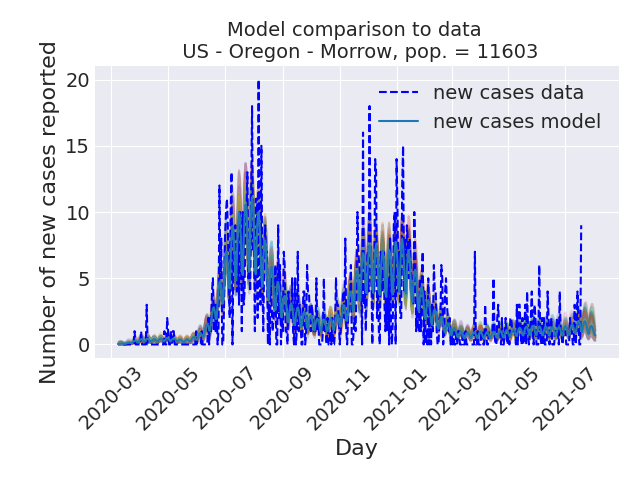 Model comparison to data
US - Oregon - Morrow, pop. = 11603
Number of new cases reported
20
15
10
5
0
new cases data
new cases model
2020-03
2020-05
2020-07
2020-09
2020-11
2021-01
2021-03
2021-05
2021-07
Day